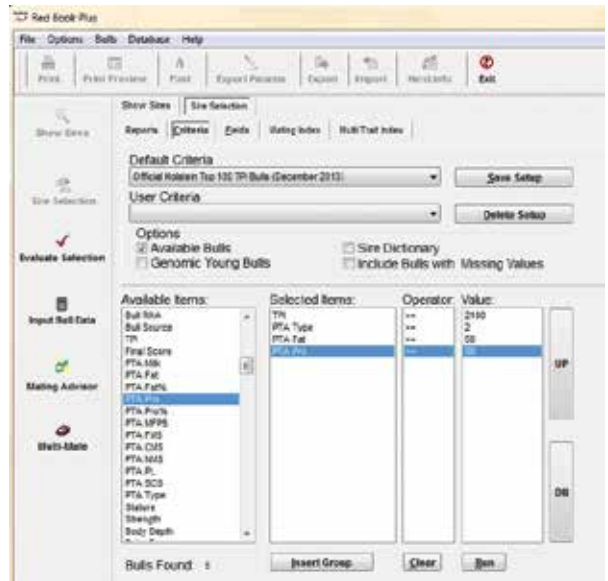 Red Book Plus
File Options Bulls Database Help
Print Print Preview Font Export Persona Export Import Herd Info Exit
Show Sires Sire Selection
Reports Criteria Fields Mating Index Multi Trait Index
Show Sires
Sire Selection
Evaluate Selection
Input Bull Data
Mating Advisor
Multi-Mate
Default Criteria
Official Holstein Top 100 TPI Bulls (December 2013)
Save Setup
User Criteria
Delete Setup
Options
Available Bulls Sire Dictionary
Genomic Young Bulls Include Bulls with Missing Values
Available Items: Selected Items: Operator: Value:
Bull Source
TPI
Final Score
PTA Milk
PTA Fat
PTA Fat%
PTA Pro
PTA Pro%
PTA MFP$
PTA FM$
PTA CM$
PTA NM$
PTA PL
PTA SCS
PTA Type
Stature
Strength
Body Depth
TPI 2100
PTA Type 2
PTA Fat 50
PTA Pro
UP
DN
Bulls Found:
Insert Group Clear Run